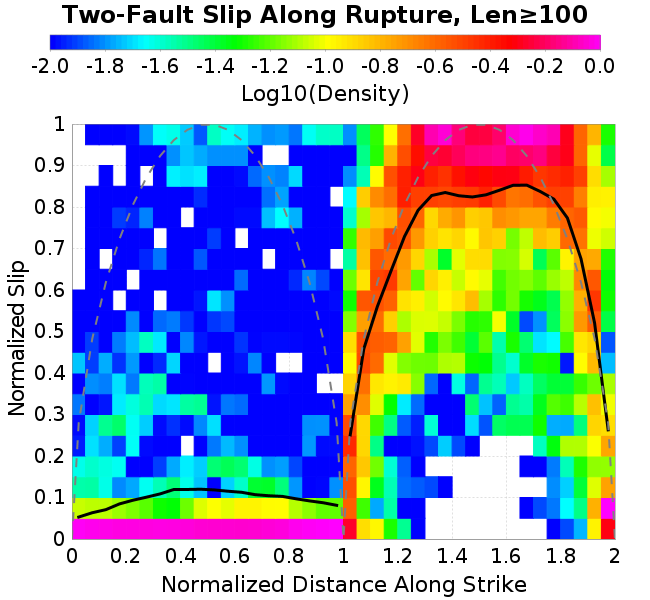 Two-Fault Slip Along Rupture, Len≥100
-2.0 -1.8 -1.6 -1.4 -1.2 -1.0 -0.8 -0.6 -0.4 -0.2 0.0
Log10(Density)
1
0.9
0.8
0.7
0.6
0.5
0.4
0.3
0.2
0.1
0
Normalized Slip
0 0.2 0.4 0.6 0.8 1 1.2 1.4 1.6 1.8 2
Normalized Distance Along Strike